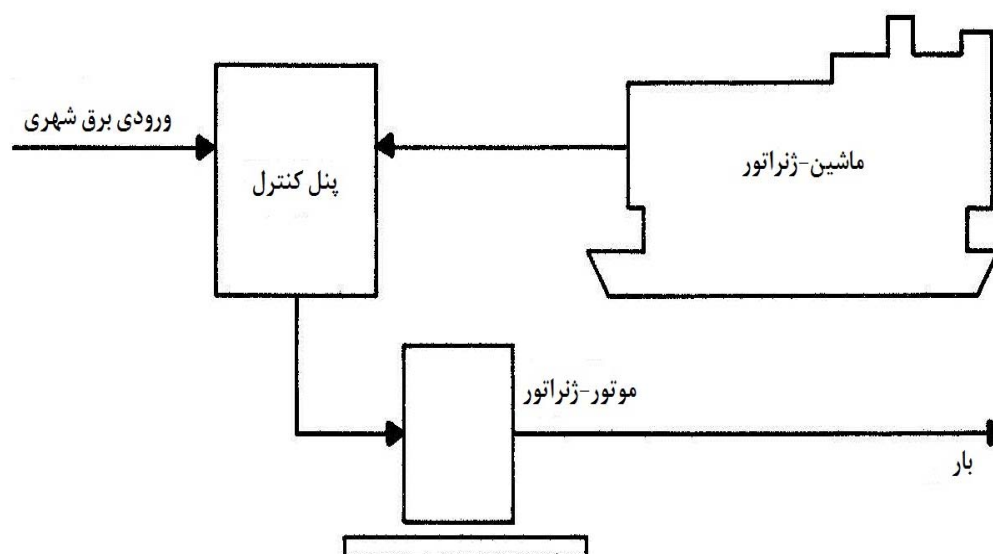 ورودی برق شهری
پنل کنترل
ماشین-ژنراتور
موتور-ژنراتور
بار